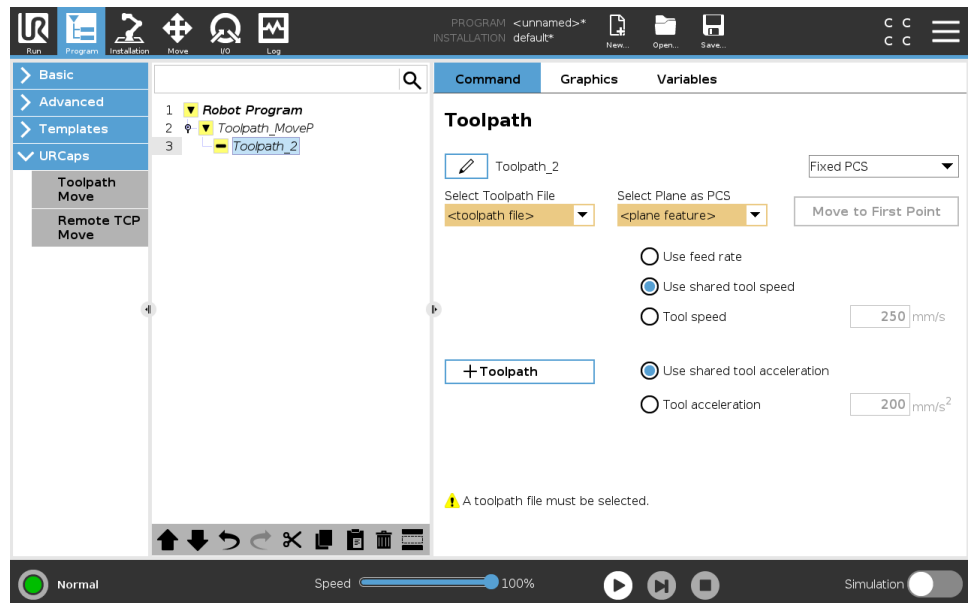 PROGRAM <unnamed>*
INSTALLATION default*
UR
Run
Program
Installation
Move
I/O
Log
New...
Open...
Save...
C C
C C
Basic
Advanced
Templates
URCaps
Toolpath
Move
Remote TCP
Move
1 Robot Program
2 Toolpath_MoveP
3 Toolpath_2
Command Graphics Variables
Toolpath
Toolpath_2
Fixed PCS
Select Toolpath File
Select Plane as PCS
<toolpath file>
<plane feature>
Move to First Point
Use feed rate
Use shared tool speed
Tool speed 250 mm/s
+Toolpath
Use shared tool acceleration
Tool acceleration 200 mm/s²
A toolpath file must be selected.
Normal
Speed 100%
Simulation